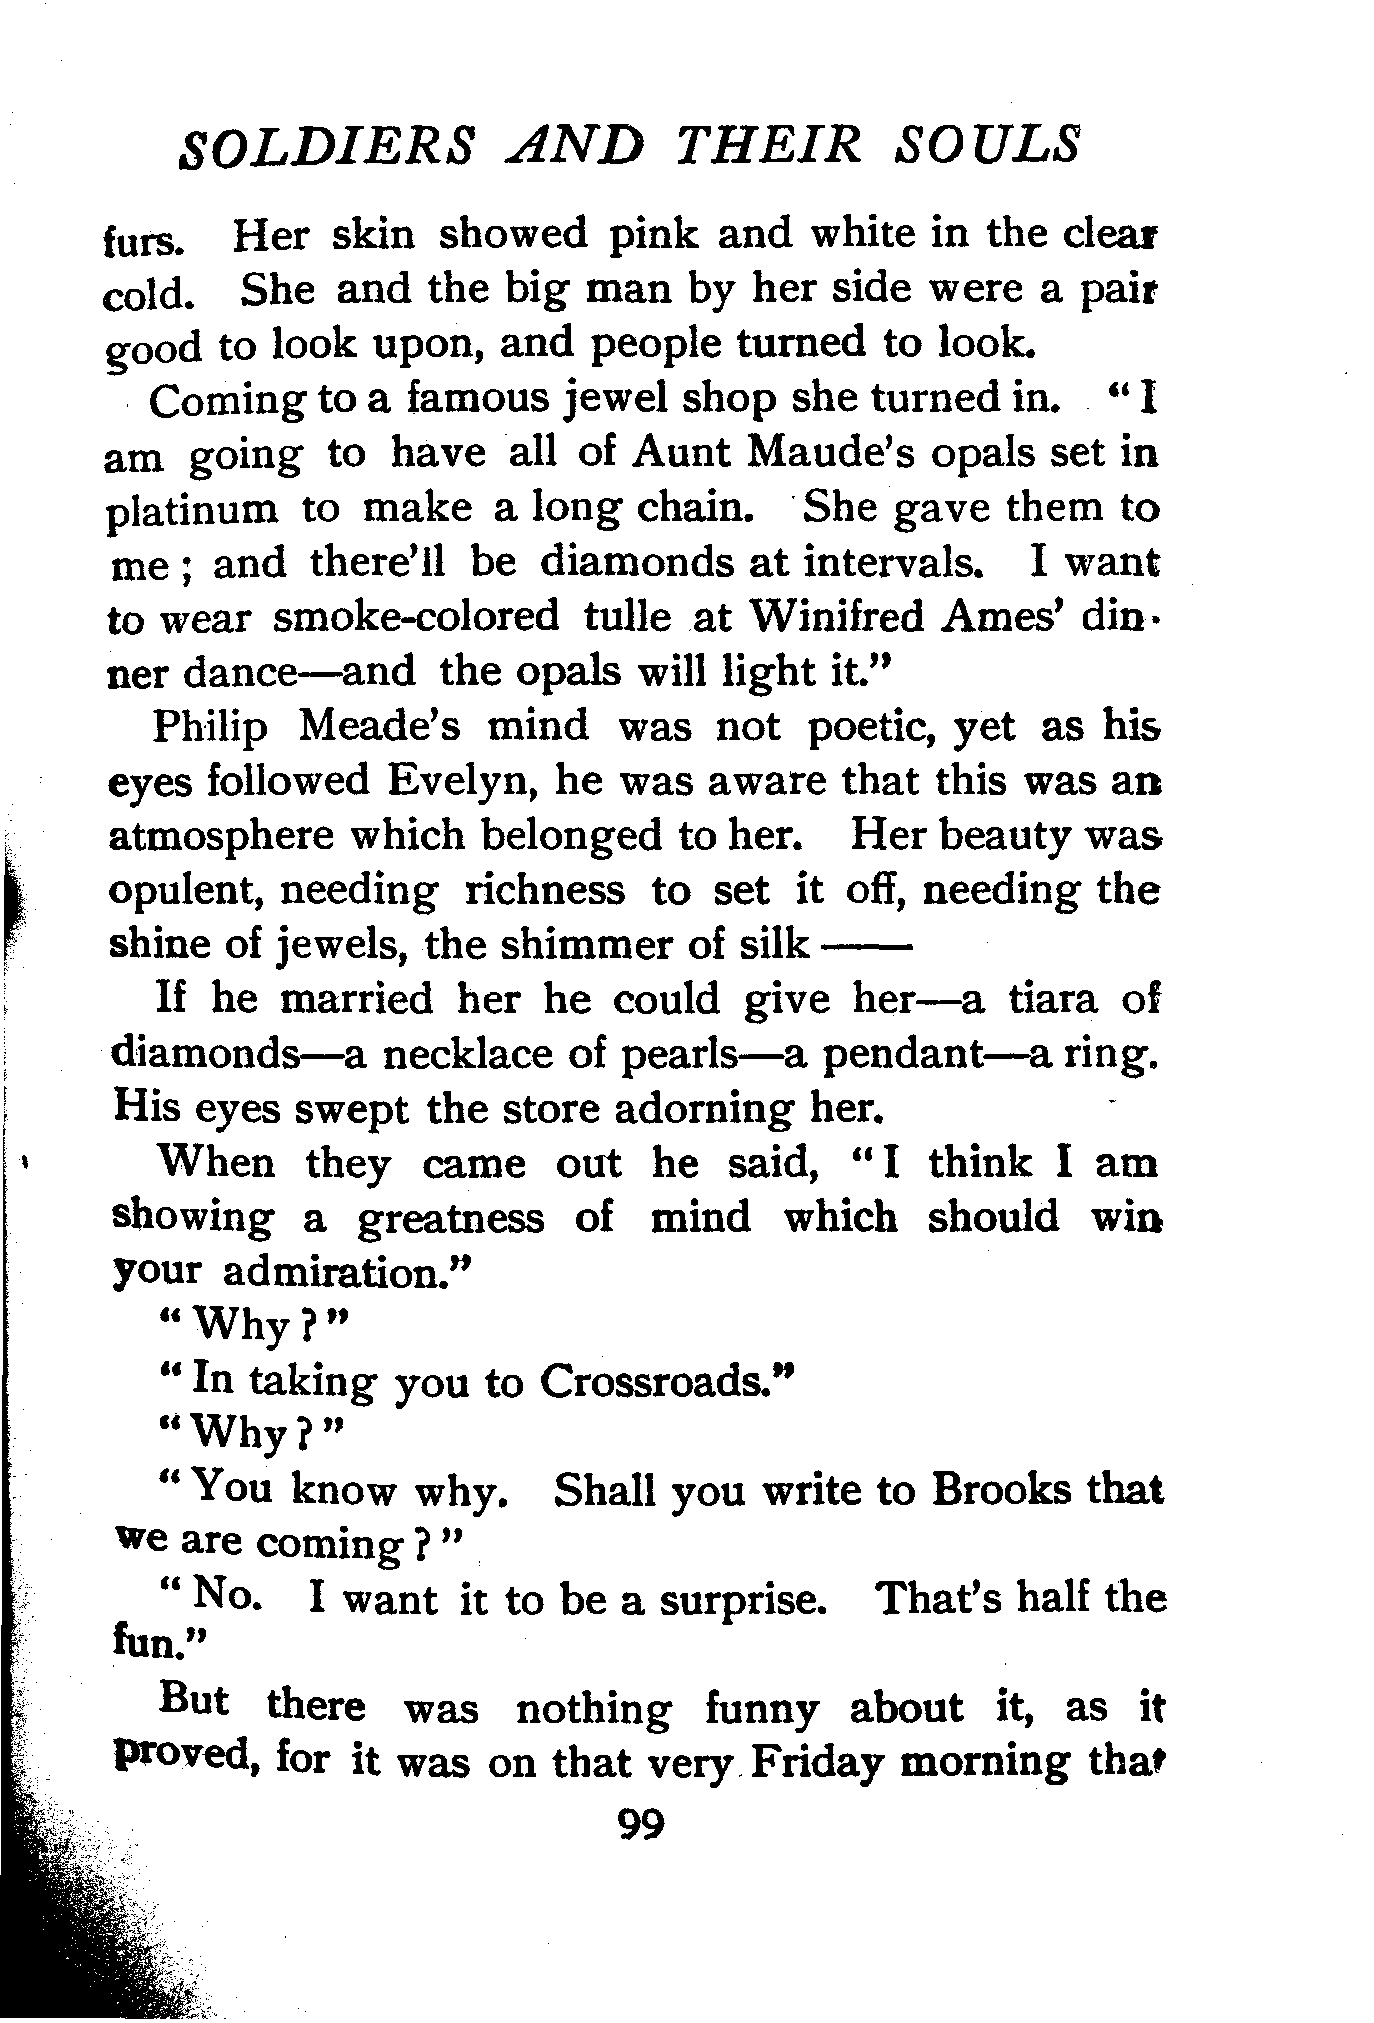 SOLDIERS AND THEIR SOULS
furs. Her skin showed pink and white in the clear
cold. She and the big man by her side were a pair
good to look upon, and people turned to look.
Coming to a famous jewel shop she turned in. "I
am going to have all of Aunt Maude's opals set in
platinum to make a long chain. She gave them to
me; and there'll be diamonds at intervals. I want
to wear smoke-colored tulle at Winifred Ames' din-
ner dance—and the opals will light it."
Philip Meade's mind was not poetic, yet as his
eyes followed Evelyn, he was aware that this was an
atmosphere which belonged to her. Her beauty was
opulent, needing richness to set it off, needing the
shine of jewels, the shimmer of silk——
If he married her he could give her—a tiara of
diamonds—a necklace of pearls—a pendant—a ring.
His eyes swept the store adorning her.
When they came out he said, "I think I am
showing a greatness of mind which should win
your admiration."
"Why?"
"In taking you to Crossroads."
"Why?"
"You know why. Shall you write to Brooks that
we are coming?"
"No. I want it to be a surprise. That's half the
fun."
But there was nothing funny about it, as it
proved, for it was on that very Friday morning that
99